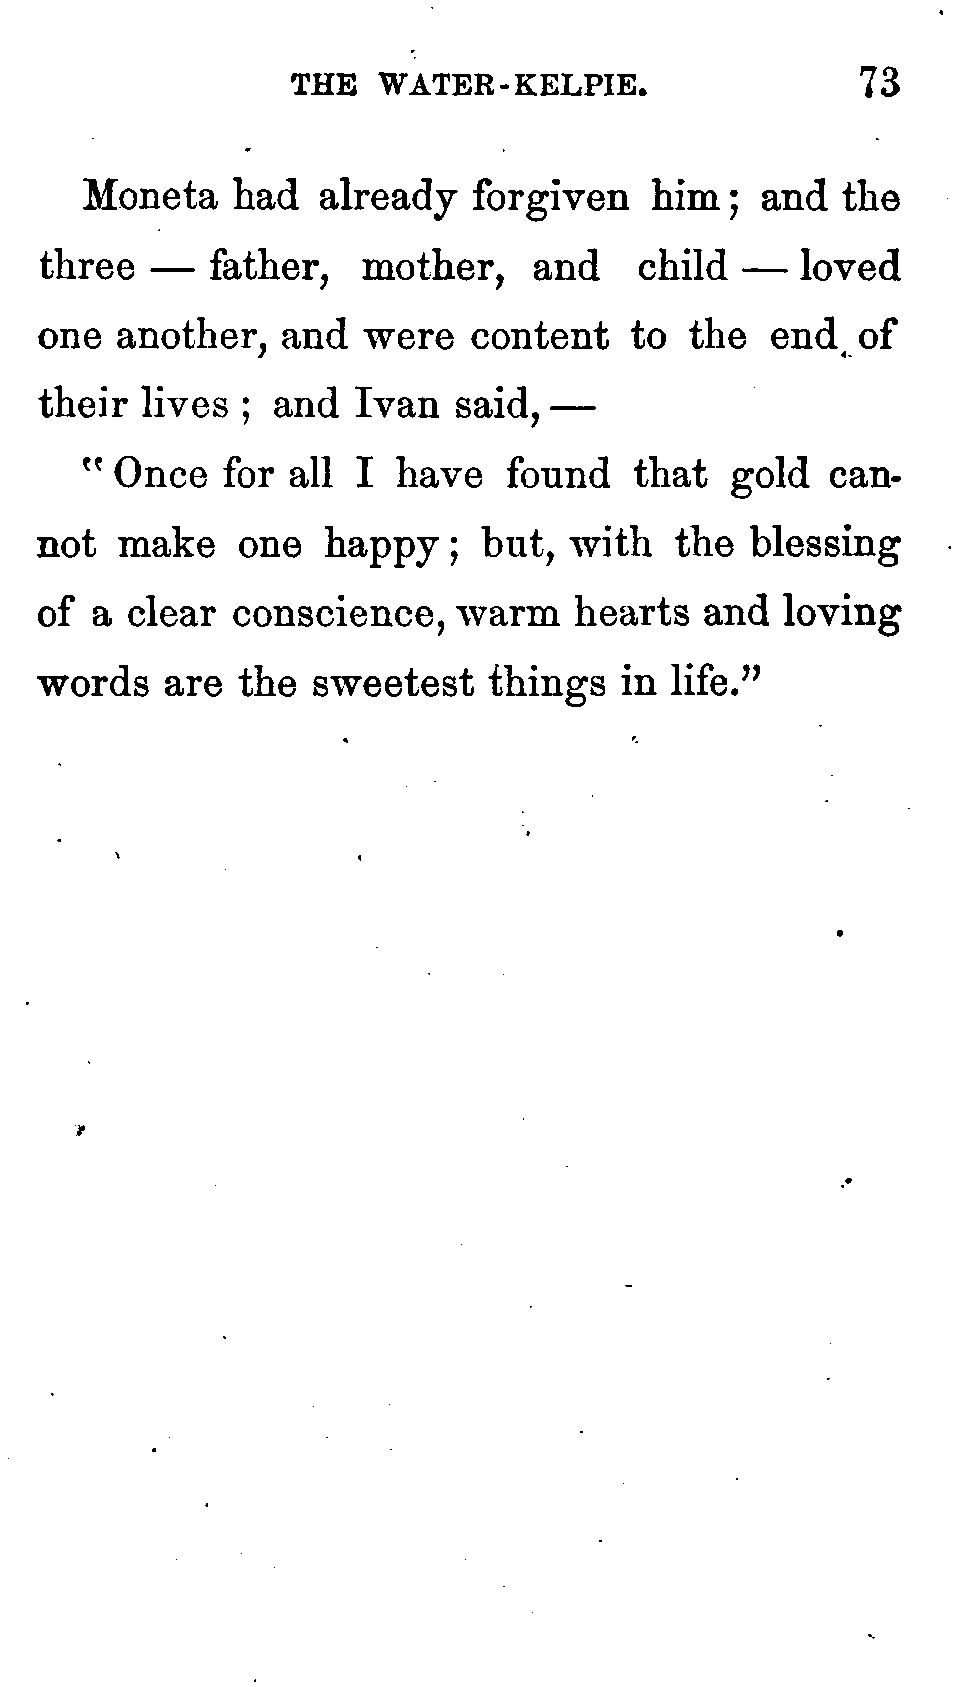 THE WATER-KELPIE. 73
Moneta had already forgiven him; and the
three — father, mother, and child — loved
one another, and were content to the end of
their lives; and Ivan said,—
"Once for all I have found that gold can-
not make one happy; but, with the blessing
of a clear conscience, warm hearts and loving
words are the sweetest things in life."